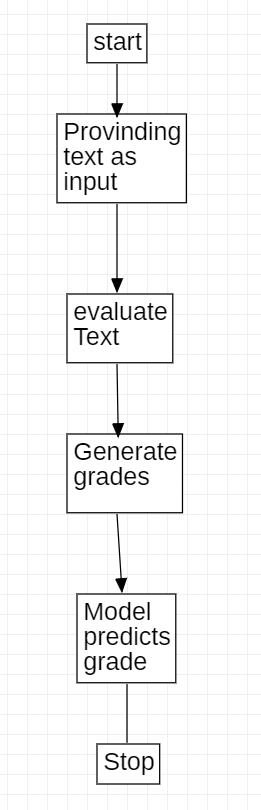 start
Provinding
text as
input
evaluate
Text
Generate
grades
Model
predicts
grade
Stop